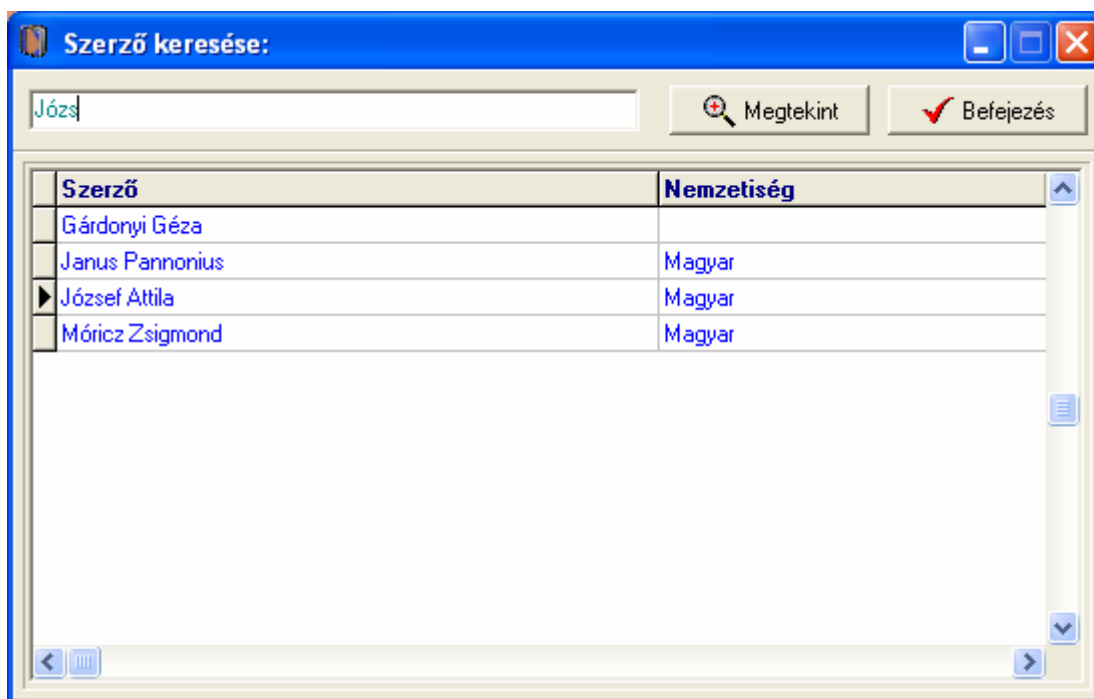 Szerző keresése:
Józs
Megtekint
Befejezés
Szerző Nemzetiség
Gárdonyi Géza
Janus Pannonius Magyar
József Attila Magyar
Móricz Zsigmond Magyar